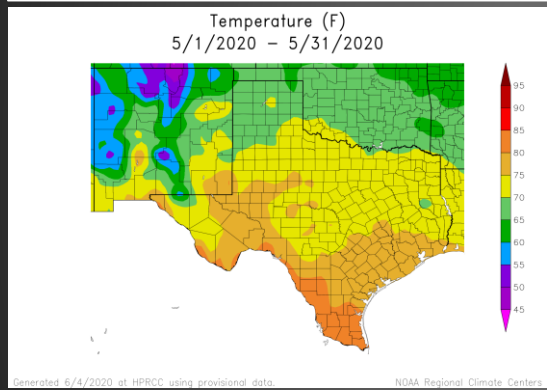 Temperature (F)
5/1/2020 – 5/31/2020
95
90
85
80
75
70
65
60
55
50
45
Generated 6/4/2020 at HPRCC using provisional data.
NOAA Regional Climate Centers